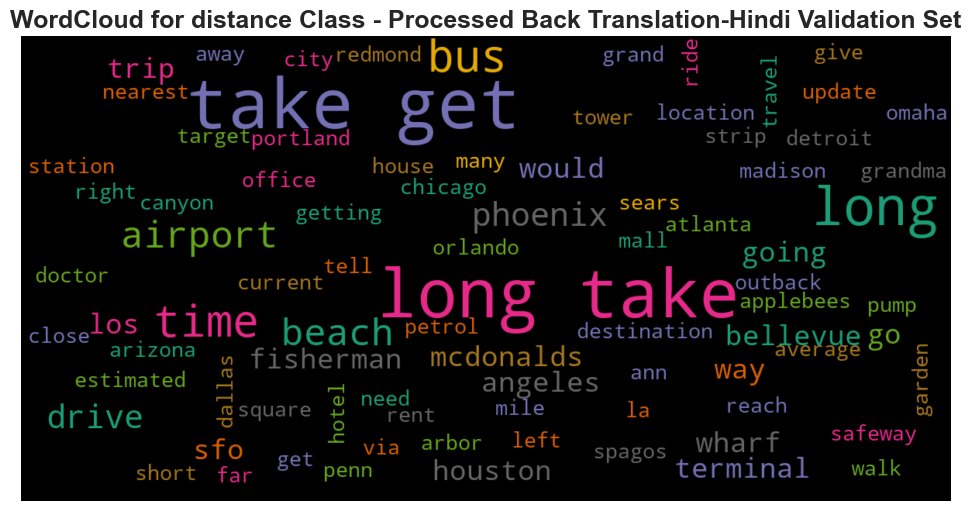 WordCloud for distance Class - Processed Back Translation-Hindi Validation Set
away city redmond bus grand ride give
trip
nearest take get tower location travel update omaha
target portland strip detroit
station house many would madison grandma
right office chicago
canyon getting phoenix sears long
airport orlando mall atlanta going
doctor current tell long take outback
applebees pump
close los time beach petrol destination bellevue go
arizona fisherman mcdonalds average
estimated dallas angeles ann way garden
drive square hotel need rent mile la reach
sfo via arbor left spagos wharf safeway
short far get penn houston terminal walk